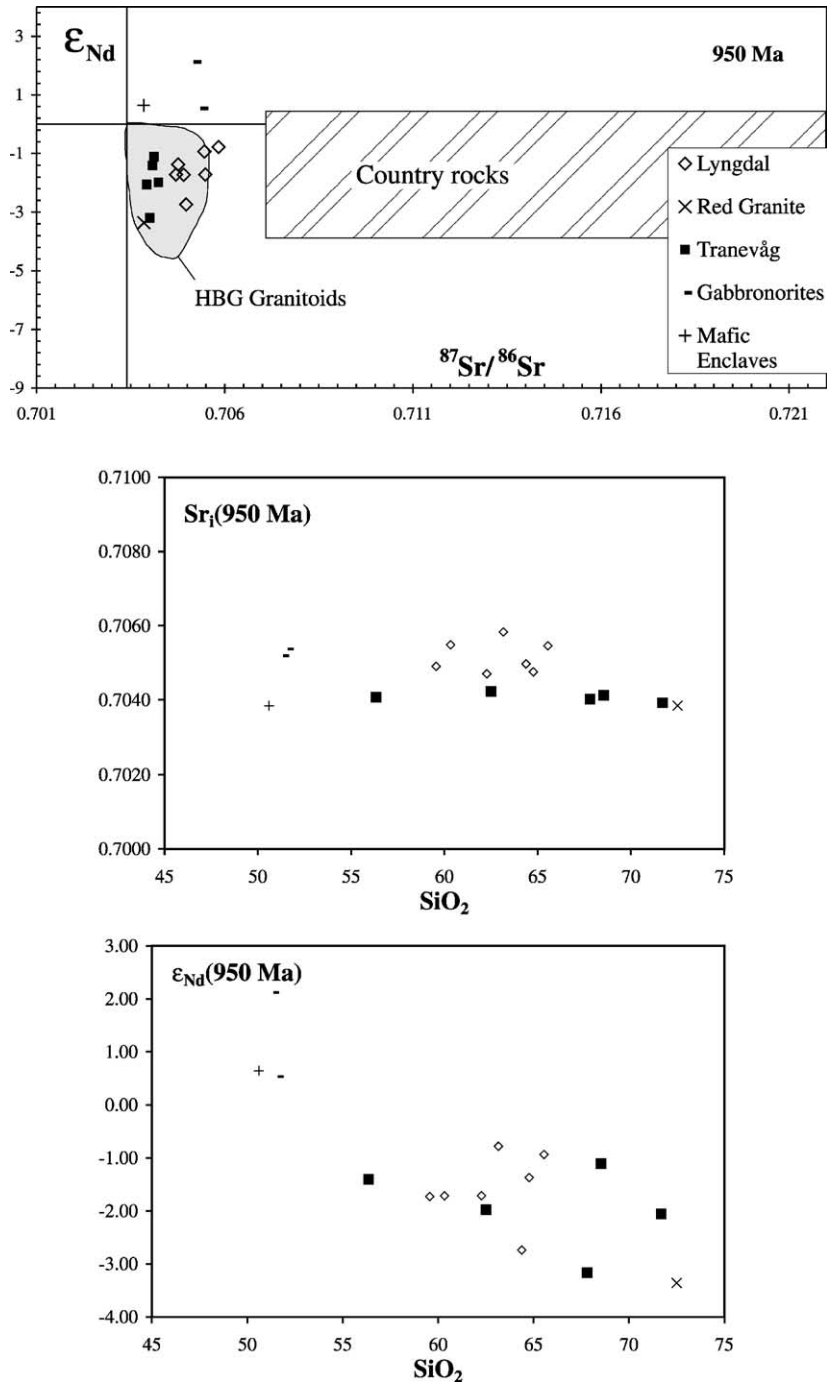 3
1
-1
-3
-5
-7
-9
εNd
950 Ma
Country rocks
HBG Granitoids
87Sr/ 86Sr
◇ Lyngdal
× Red Granite
■ Tranevåg
- Gabbronorites
+ Mafic
Enclaves
0.701 0.706 0.711 0.716 0.721
Sri(950 Ma)
0.7100
0.7080
0.7060
0.7040
0.7020
0.7000
45 50 55 60 65 70 75
SiO2
εNd(950 Ma)
3.00
2.00
1.00
0.00
-1.00
-2.00
-3.00
-4.00
45 50 55 60 65 70 75
SiO2